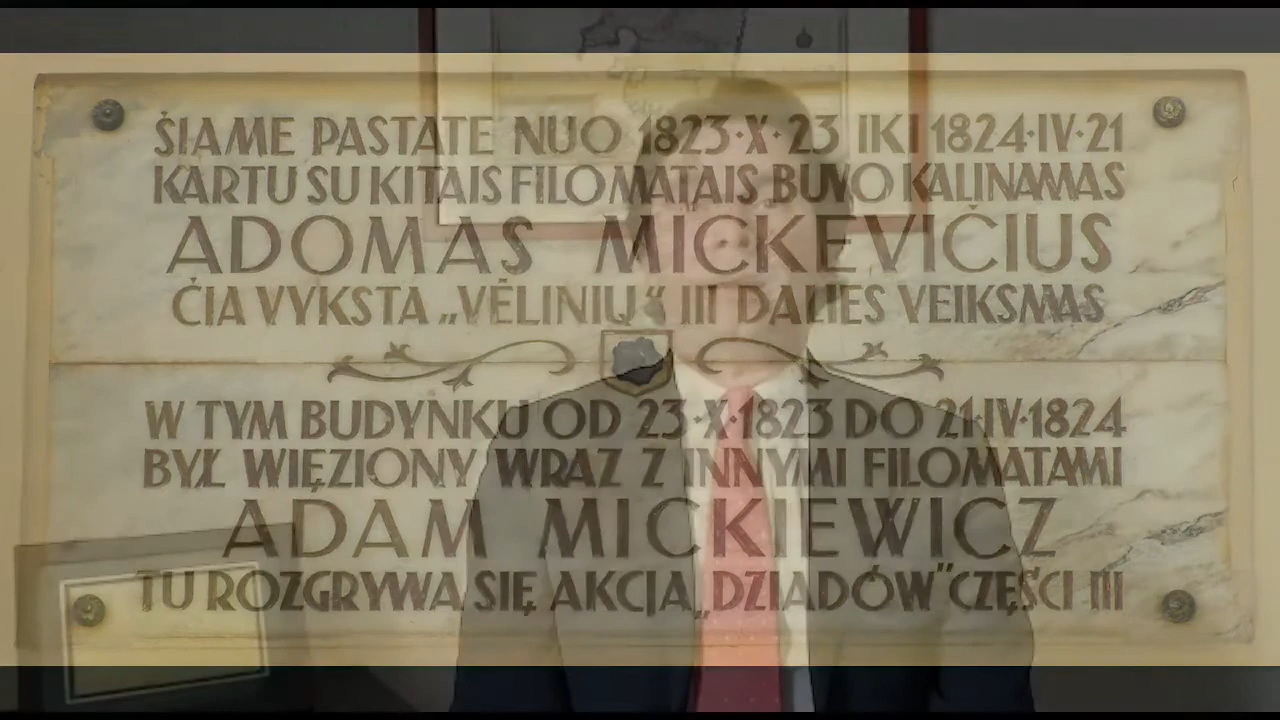 ŠIAME PASTATE NUO 1823·X·23 IKI 1824·IV·21
KARTU SU KITAIS FILOMATAIS BUVO KALINAMAS
ADOMAS MICKEVIČIUS
ČIA VYKSTA „VĖLINIŲ“ III DALIES VEIKSMAS
W TYM BUDYNKU OD 23·X·1823 DO 21·IV·1824
BYŁ WIĘZIONY WRAZ Z INNYMI FILOMATAMI
ADAM MICKIEWICZ
TU ROZGRYWA SIĘ AKCJA „DZIADÓW” CZĘŚCI III